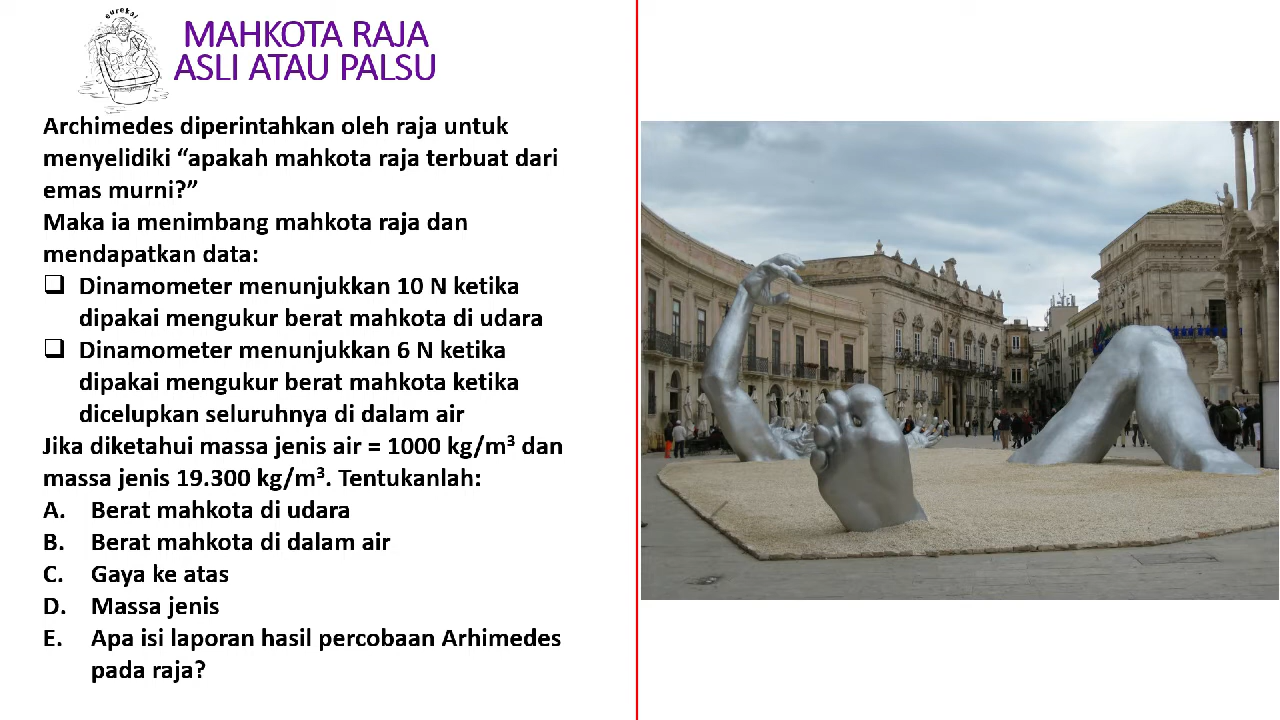 eureka!
MAHKOTA RAJA
ASLI ATAU PALSU
Archimedes diperintahkan oleh raja untuk
menyelidiki “apakah mahkota raja terbuat dari
emas murni?”
Maka ia menimbang mahkota raja dan
mendapatkan data:
❑ Dinamometer menunjukkan 10 N ketika
dipakai mengukur berat mahkota di udara
❑ Dinamometer menunjukkan 6 N ketika
dipakai mengukur berat mahkota ketika
dicelupkan seluruhnya di dalam air
Jika diketahui massa jenis air = 1000 kg/m³ dan
massa jenis 19.300 kg/m³. Tentukanlah:
A. Berat mahkota di udara
B. Berat mahkota di dalam air
C. Gaya ke atas
D. Massa jenis
E. Apa isi laporan hasil percobaan Arhimedes
pada raja?